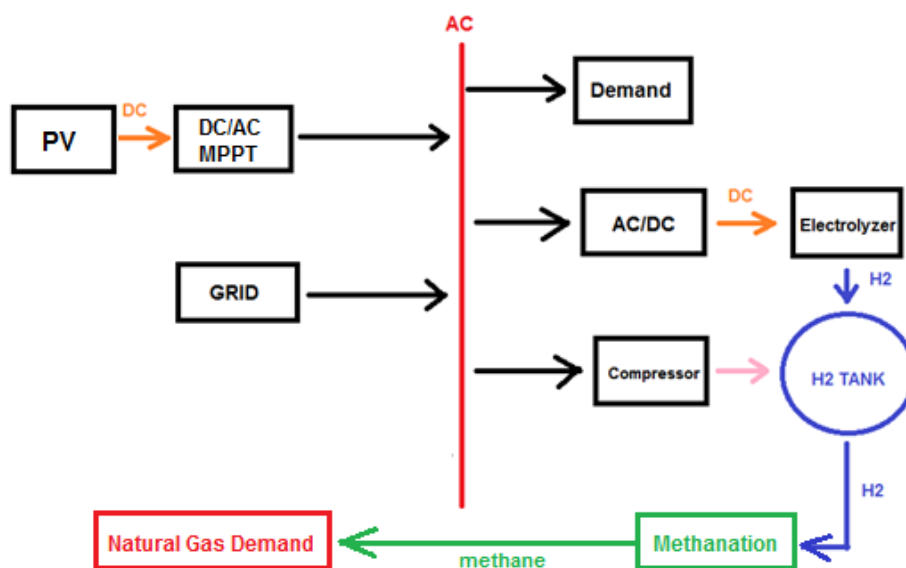 AC
Demand
DC
PV
DC/AC
MPPT
DC
AC/DC
Electrolyzer
H2
GRID
Compressor
H2 TANK
H2
Natural Gas Demand
methane
Methanation